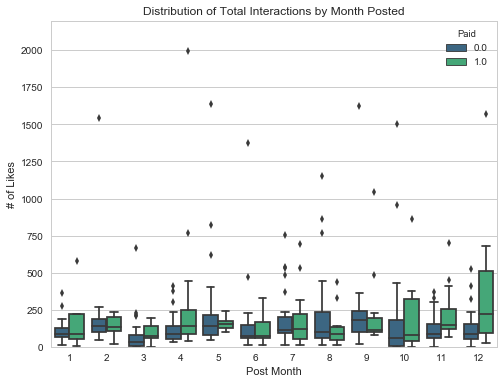 Distribution of Total Interactions by Month Posted
Paid
0.0
1.0
2000
1750
1500
1250
1000
750
500
250
0
# of Likes
1 2 3 4 5 6 7 8 9 10 11 12
Post Month